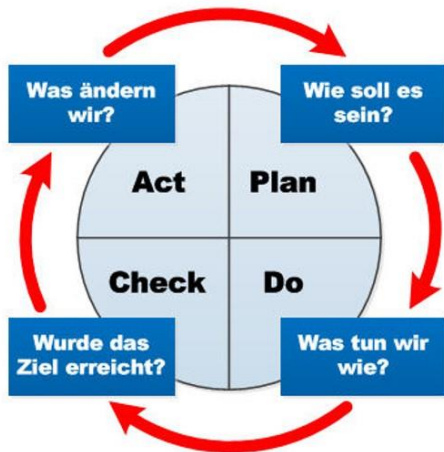 Was ändern
wir?
Wie soll es
sein?
Act
Plan
Check
Do
Wurde das
Ziel erreicht?
Was tun wir
wie?